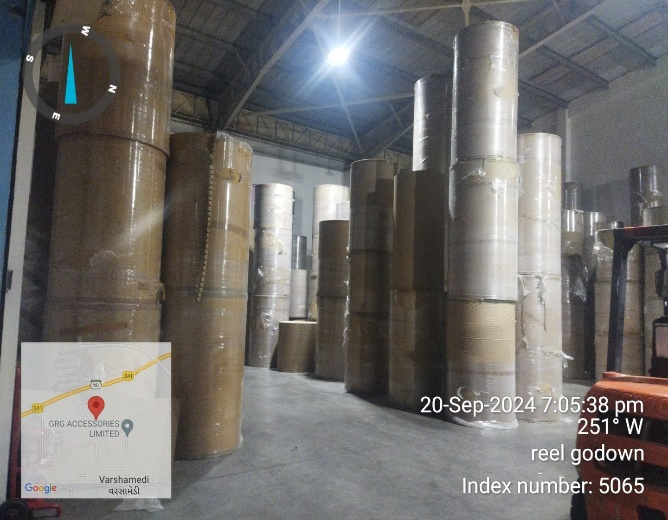 W
S
N
E
341
50
341
GRG ACCESSORIES
LIMITED
Varshamedi
વરસામેડી
Google
20-Sep-2024 7:05:38 pm
251° W
reel godown
Index number: 5065